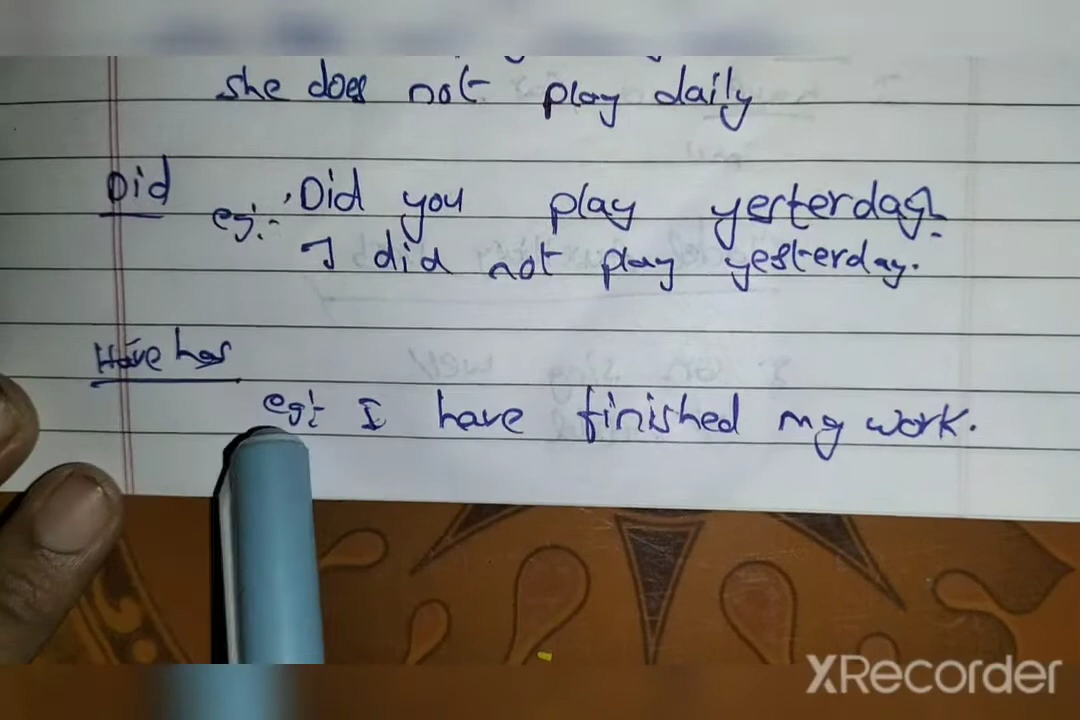 she does not play daily
Did
eg:- Did you play yesterday?
I did not play yesterday.
Have has
eg:- I have finished my work.
XRecorder